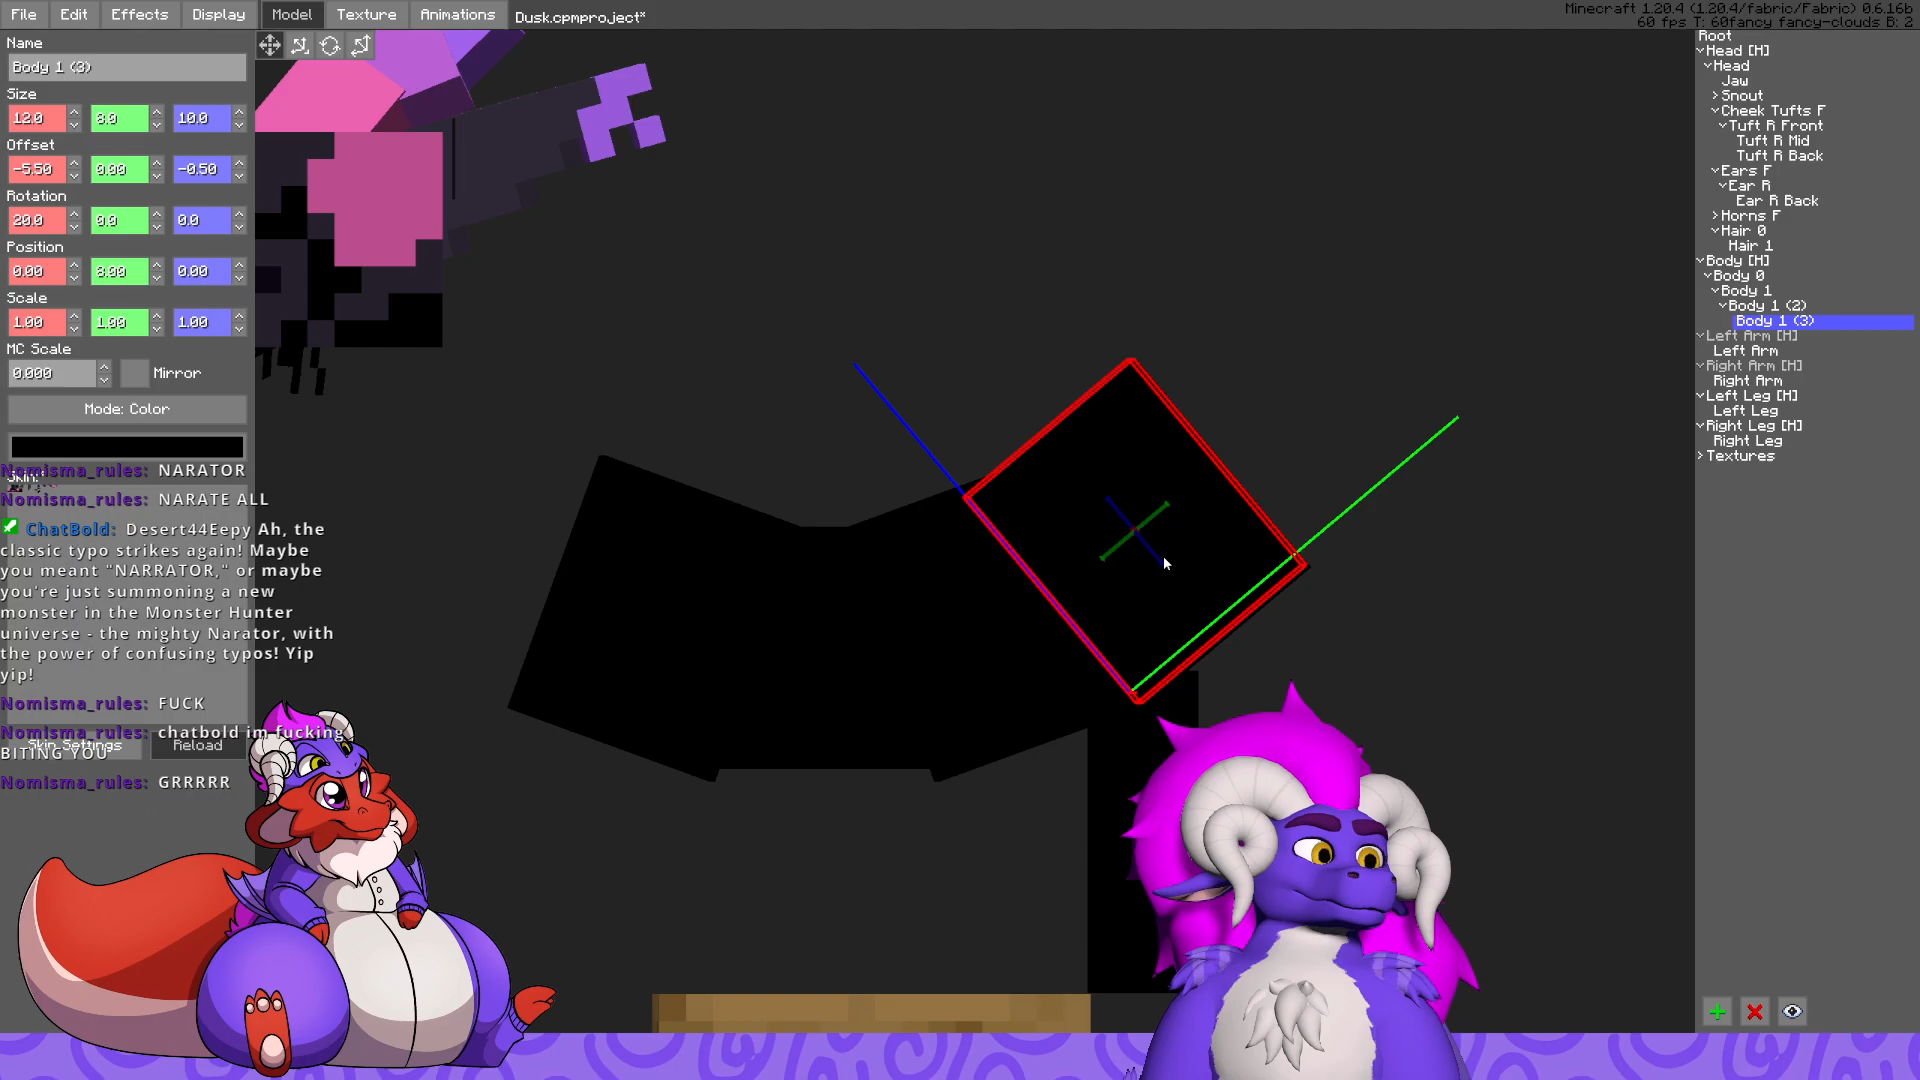 File Edit Effects Display Model Texture Animations Dusk.cpmproject*
Minecraft 1.20.4 (1.20.4/fabric/Fabric) 0.6.16b
60 fps T: 60fancy fancy-clouds B: 2
Name
Body 1 (3)
Size
12.0 8.0 10.0
Offset
-5.50 0.00 -0.50
Rotation
20.0 0.0 0.0
Position
0.00 8.00 0.00
Scale
1.00 1.00 1.00
MC Scale
0.000 Mirror
Mode: Color
Skin:
Nomisma_rules: NARATOR
Nomisma_rules: NARATE ALL
ChatBold: Desert44Eepy Ah, the
classic typo strikes again! Maybe
you meant "NARRATOR," or maybe
you're just summoning a new
monster in the Monster Hunter
universe - the mighty Narator, with
the power of confusing typos! Yip
yip!
Nomisma_rules: FUCK
Nomisma_rules: chatbold im fucking
BITING YOU
Skin Settings Reload
Nomisma_rules: GRRRRR
Root
Head [H]
Head
Jaw
Snout
Cheek Tufts F
Tuft R Front
Tuft R Mid
Tuft R Back
Ears F
Ear R
Ear R Back
Horns F
Hair 0
Hair 1
Body [H]
Body 0
Body 1
Body 1 (2)
Body 1 (3)
Left Arm [H]
Left Arm
Right Arm [H]
Right Arm
Left Leg [H]
Left Leg
Right Leg [H]
Right Leg
Textures